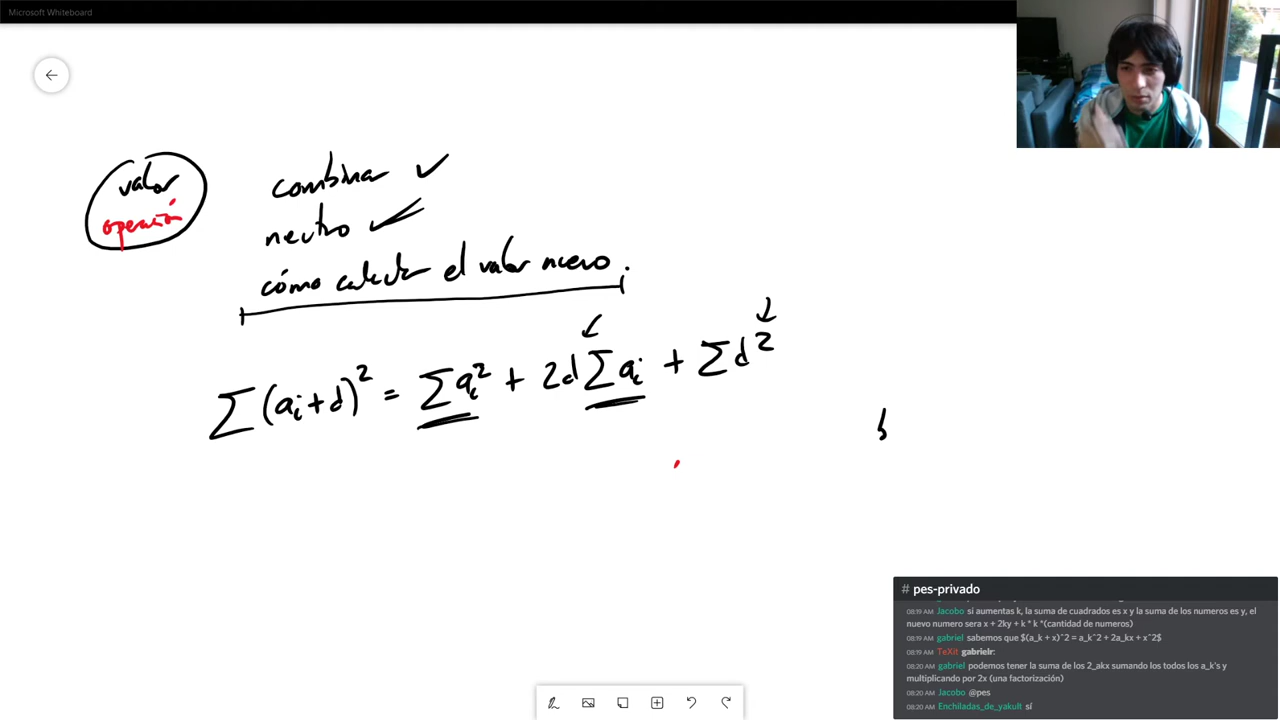 Microsoft Whiteboard
valor
operación
combinar ✓
neutro ✓
cómo calcular el valor nuevo.
∑(aᵢ+d)² = ∑aᵢ² + 2d∑aᵢ + ∑d²
# pes-privado
08:19 AM Jacobo si aumentas k, la suma de cuadrados es x y la suma de los numeros es y, el
nuevo numero sera x + 2ky + k * k *(cantidad de numeros)
08:19 AM gabriel sabemos que $(a_k + x)^2 = a_k^2 + 2a_kx + x^2$
08:19 AM TeXit gabrielr:
08:20 AM gabriel podemos tener la suma de los 2_akx sumando los todos los a_k's y
multiplicando por 2x (una factorización)
08:20 AM Jacobo @pes
08:20 AM Enchiladas_de_yakult sí